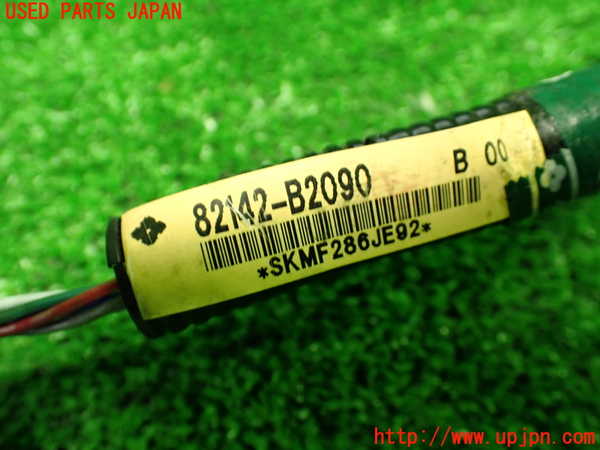 USED PARTS JAPAN
82142-B2090 B 00
*SKMF286JE92*
http://www.upjpn.com/